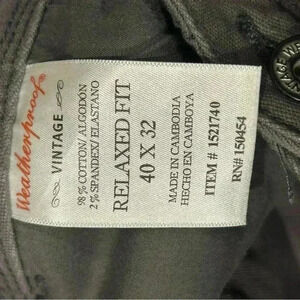 Weatherproof®
VINTAGE
98% COTTON/ ALGODÓN
2% SPANDEX/ ELASTANO
RELAXED FIT
40 X 32
MADE IN CAMBODIA
HECHO EN CAMBOYA
ITEM # 1521740
RN# 150454